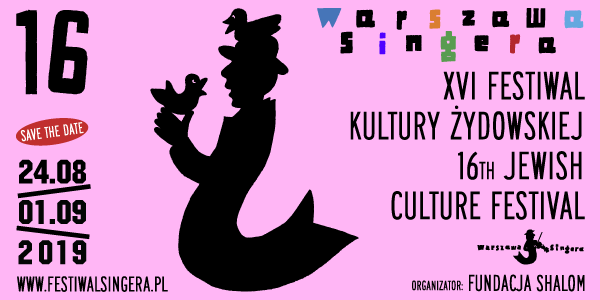 16
SAVE THE DATE
24.08
01.09
2019
WWW.FESTIWALSINGERA.PL
warszawa
singera
XVI FESTIWAL
KULTURY ŻYDOWSKIEJ
16TH JEWISH
CULTURE FESTIVAL
warszawa singera
ORGANIZATOR: FUNDACJA SHALOM